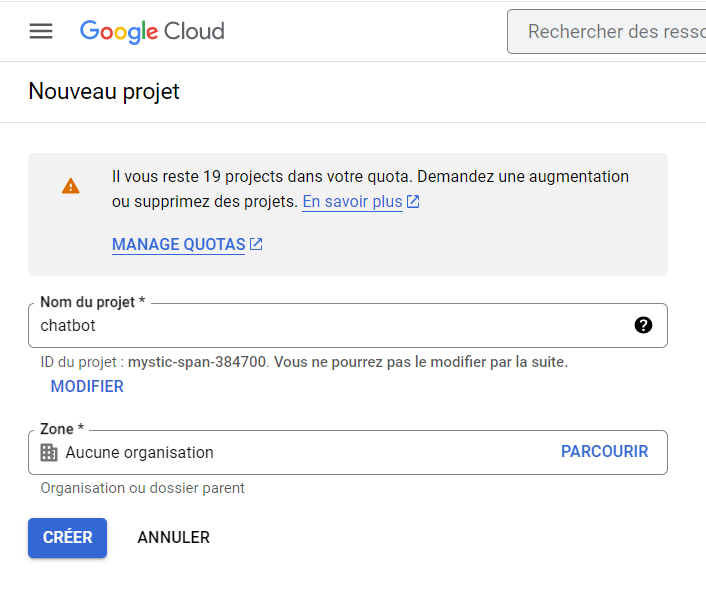 Google Cloud
Rechercher des resso
Nouveau projet
Il vous reste 19 projects dans votre quota. Demandez une augmentation
ou supprimez des projets. En savoir plus
MANAGE QUOTAS
Nom du projet *
chatbot
ID du projet : mystic-span-384700. Vous ne pourrez pas le modifier par la suite.
MODIFIER
Zone *
Aucune organisation PARCOURIR
Organisation ou dossier parent
CRÉER ANNULER